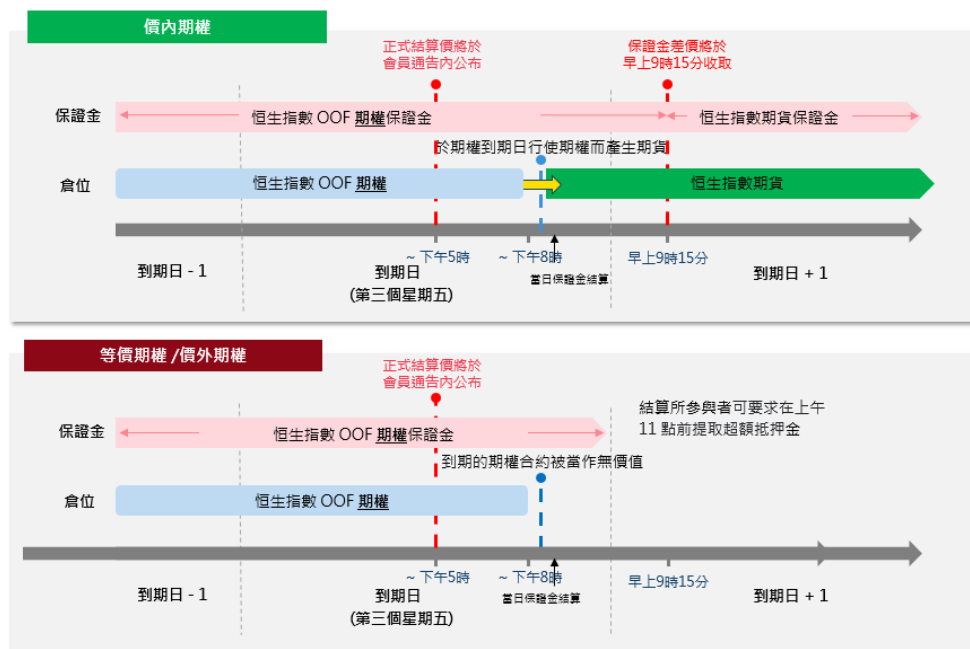 價內期權
正式結算價將於
會員通告內公布
保證金差價將於
早上9時15分收取
保證金
恒生指數 OOF 期權保證金
恒生指數期貨保證金
於期權到期日行使期權而產生期貨
倉位
恒生指數 OOF 期權
恒生指數期貨
~ 下午5時
~ 下午8時
早上9時15分
到期日 - 1
到期日
(第三個星期五)
當日保證金結算
到期日 + 1
等價期權 /價外期權
正式結算價將於
會員通告內公布
結算所參與者可要求在上午
11 點前提取超額抵押金
保證金
恒生指數 OOF 期權保證金
到期的期權合約被當作無價值
倉位
恒生指數 OOF 期權
~ 下午5時
~ 下午8時
早上9時15分
到期日 - 1
到期日
(第三個星期五)
當日保證金結算
到期日 + 1